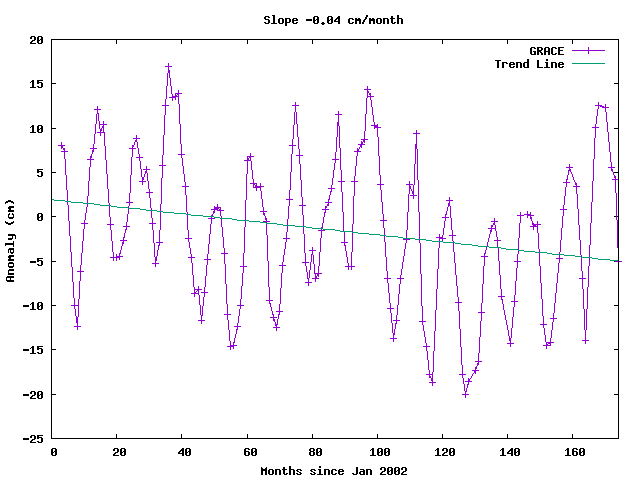 Slope -0.04 cm/month
GRACE
Trend Line
20
15
10
5
0
-5
-10
-15
-20
-25
Anomaly (cm)
0 20 40 60 80 100 120 140 160
Months since Jan 2002